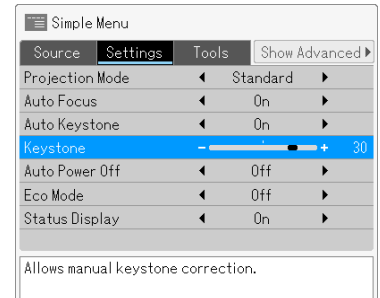 Simple Menu
Source Settings Tools Show Advanced
Projection Mode Standard
Auto Focus On
Auto Keystone On
Keystone - + 30
Auto Power Off Off
Eco Mode Off
Status Display On
Allows manual keystone correction.